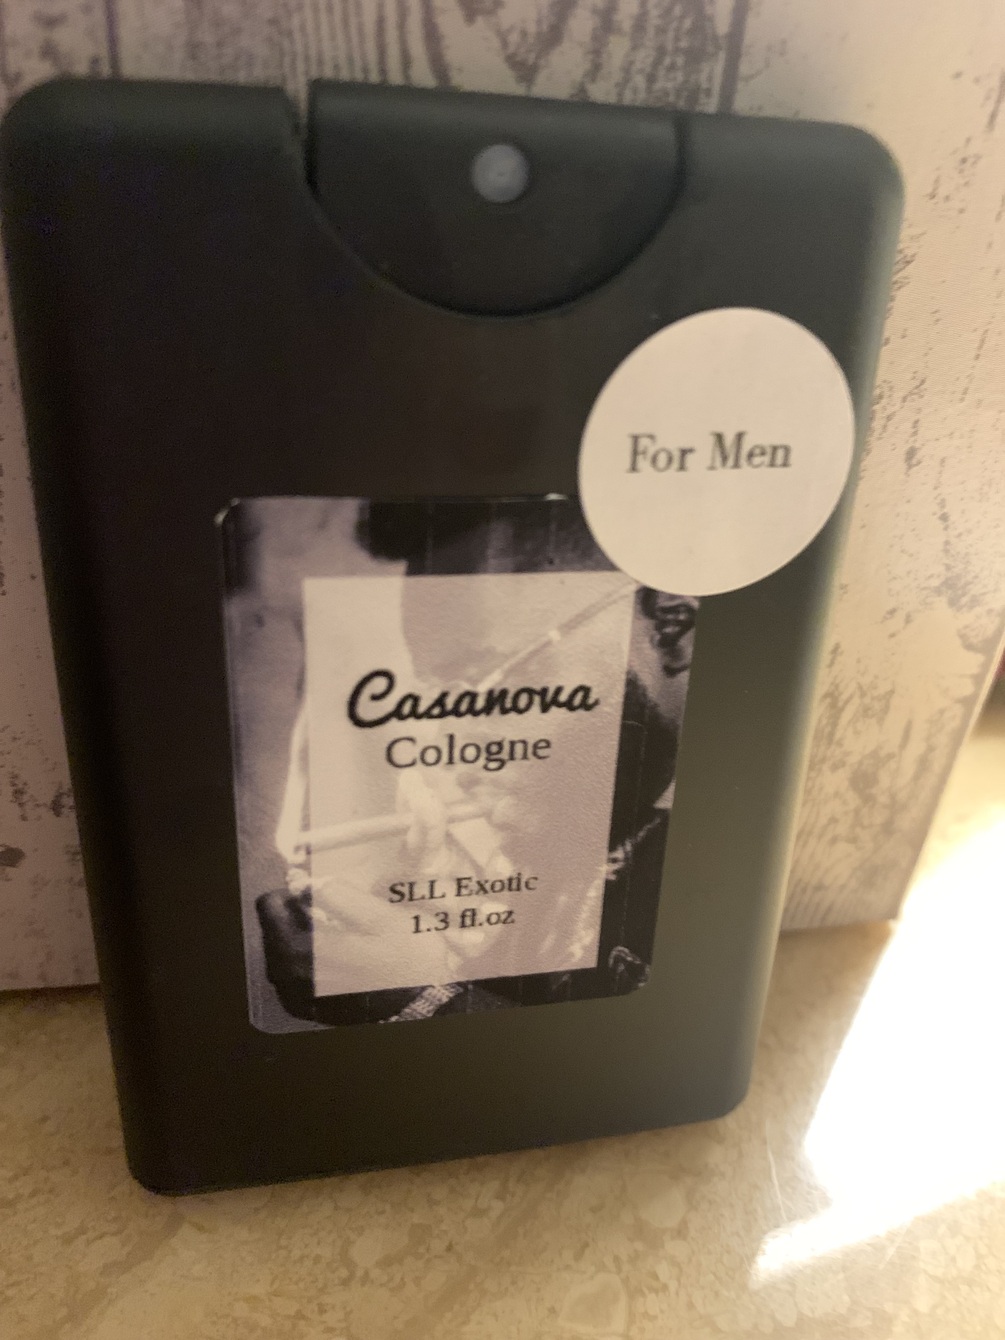 For Men
Casanova
Cologne
SLL Exotic
1.3 fl.oz